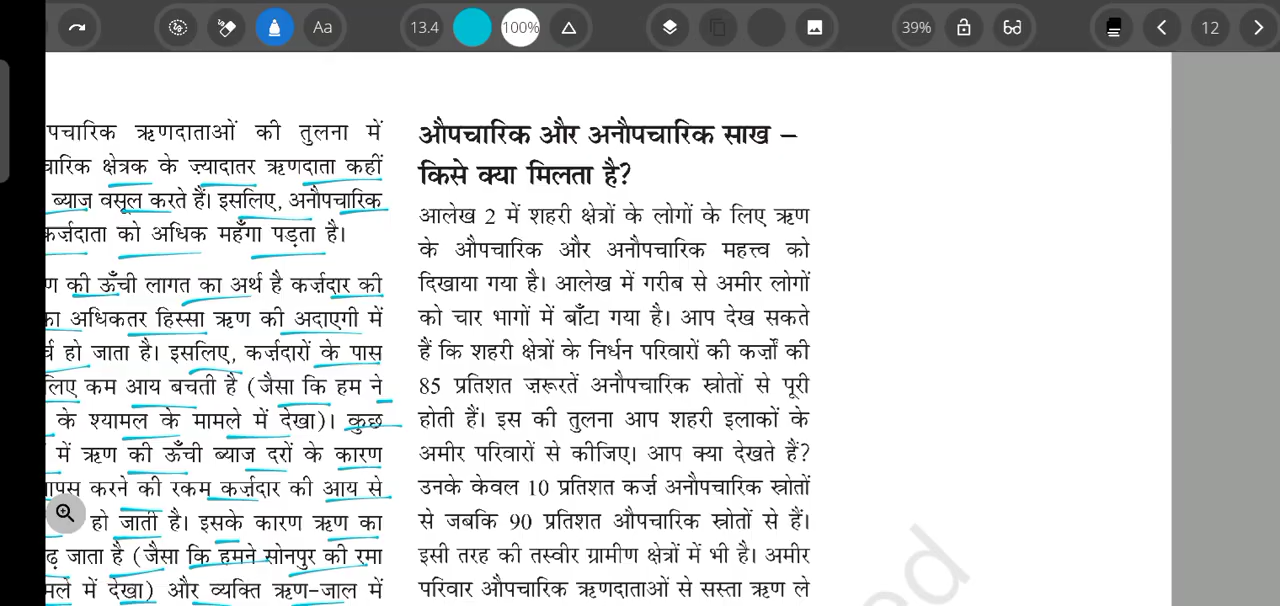 Aa
13.4
100%
39%
12
पचारिक ऋणदाताओं की तुलना में
चारिक क्षेत्रक के ज़्यादातर ऋणदाता कहीं
ब्याज वसूल करते हैं। इसलिए, अनौपचारिक
कर्ज़दाता को अधिक महँगा पड़ता है।
ण की ऊँची लागत का अर्थ है कर्ज़दार की
का अधिकतर हिस्सा ऋण की अदाएगी में
र्च हो जाता है। इसलिए, कर्ज़दारों के पास
लिए कम आय बचती है (जैसा कि हम ने
के श्यामल के मामले में देखा)। कुछ
में ऋण की ऊँची ब्याज दरों के कारण
ापस करने की रकम कर्ज़दार की आय से
हो जाती है। इसके कारण ऋण का
ढ़ जाता है (जैसा कि हमने सोनपुर की रमा
मले में देखा) और व्यक्ति ऋण-जाल में
औपचारिक और अनौपचारिक साख –
किसे क्या मिलता है?
आलेख 2 में शहरी क्षेत्रों के लोगों के लिए ऋण
के औपचारिक और अनौपचारिक महत्त्व को
दिखाया गया है। आलेख में गरीब से अमीर लोगों
को चार भागों में बाँटा गया है। आप देख सकते
हैं कि शहरी क्षेत्रों के निर्धन परिवारों की कर्ज़ों की
85 प्रतिशत ज़रूरतें अनौपचारिक स्रोतों से पूरी
होती हैं। इस की तुलना आप शहरी इलाकों के
अमीर परिवारों से कीजिए। आप क्या देखते हैं?
उनके केवल 10 प्रतिशत कर्ज अनौपचारिक स्रोतों
से जबकि 90 प्रतिशत औपचारिक स्रोतों से हैं।
इसी तरह की तस्वीर ग्रामीण क्षेत्रों में भी है। अमीर
परिवार औपचारिक ऋणदाताओं से सस्ता ऋण ले
ed